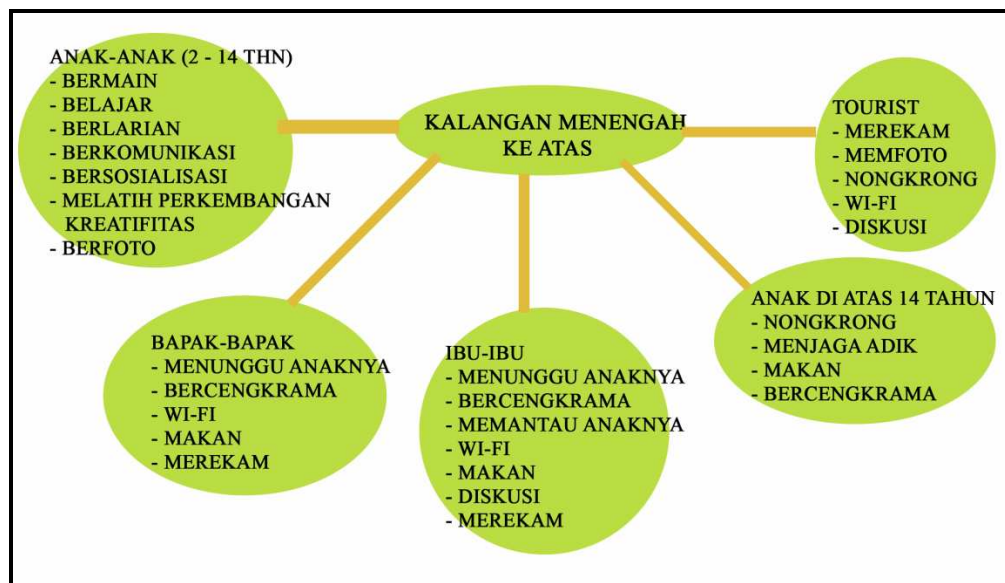 ANAK-ANAK (2 - 14 THN)
- BERMAIN
- BELAJAR
- BERLARIAN
- BERKOMUNIKASI
- BERSOSIALISASI
- MELATIH PERKEMBANGAN
KREATIFITAS
- BERFOTO
KALANGAN MENENGAH
KE ATAS
TOURIST
- MEREKAM
- MEMFOTO
- NONGKRONG
- WI-FI
- DISKUSI
BAPAK-BAPAK
- MENUNGGU ANAKNYA
- BERCENGKRAMA
- WI-FI
- MAKAN
- MEREKAM
IBU-IBU
- MENUNGGU ANAKNYA
- BERCENGKRAMA
- MEMANTAU ANAKNYA
- WI-FI
- MAKAN
- DISKUSI
- MEREKAM
ANAK DI ATAS 14 TAHUN
- NONGKRONG
- MENJAGA ADIK
- MAKAN
- BERCENGKRAMA